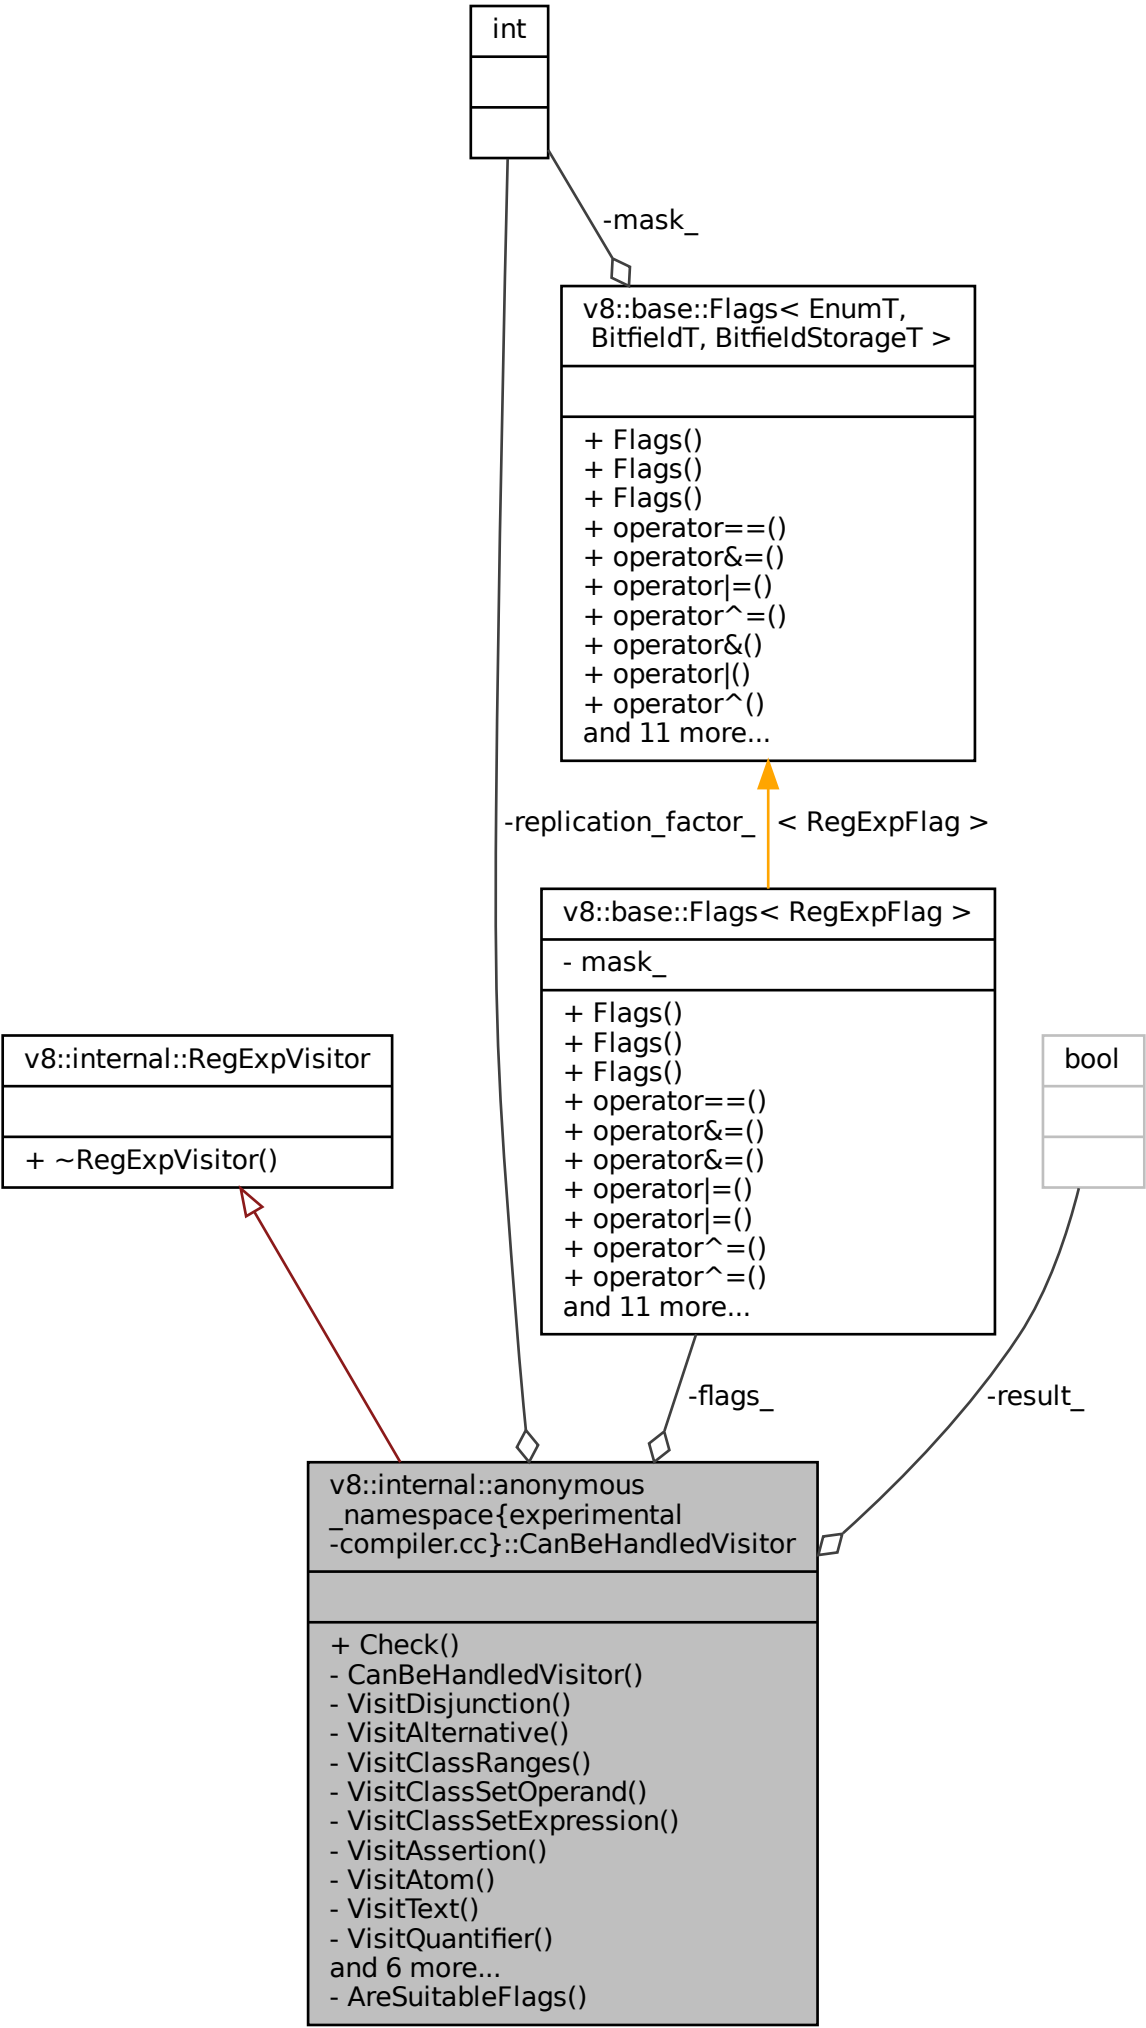 int
-mask_
v8::base::Flags< EnumT,
BitfieldT, BitfieldStorageT >
+ Flags()
+ Flags()
+ Flags()
+ operator==()
+ operator&=()
+ operator|=()
+ operator^=()
+ operator&()
+ operator|()
+ operator^()
and 11 more...
-replication_factor_
< RegExpFlag >
v8::base::Flags< RegExpFlag >
- mask_
+ Flags()
+ Flags()
+ Flags()
+ operator==()
+ operator&=()
+ operator&=()
+ operator|=()
+ operator|=()
+ operator^=()
+ operator^=()
and 11 more...
v8::internal::RegExpVisitor
+ ~RegExpVisitor()
bool
-flags_
-result_
v8::internal::anonymous
_namespace{experimental
-compiler.cc}::CanBeHandledVisitor
+ Check()
- CanBeHandledVisitor()
- VisitDisjunction()
- VisitAlternative()
- VisitClassRanges()
- VisitClassSetOperand()
- VisitClassSetExpression()
- VisitAssertion()
- VisitAtom()
- VisitText()
- VisitQuantifier()
and 6 more...
- AreSuitableFlags()